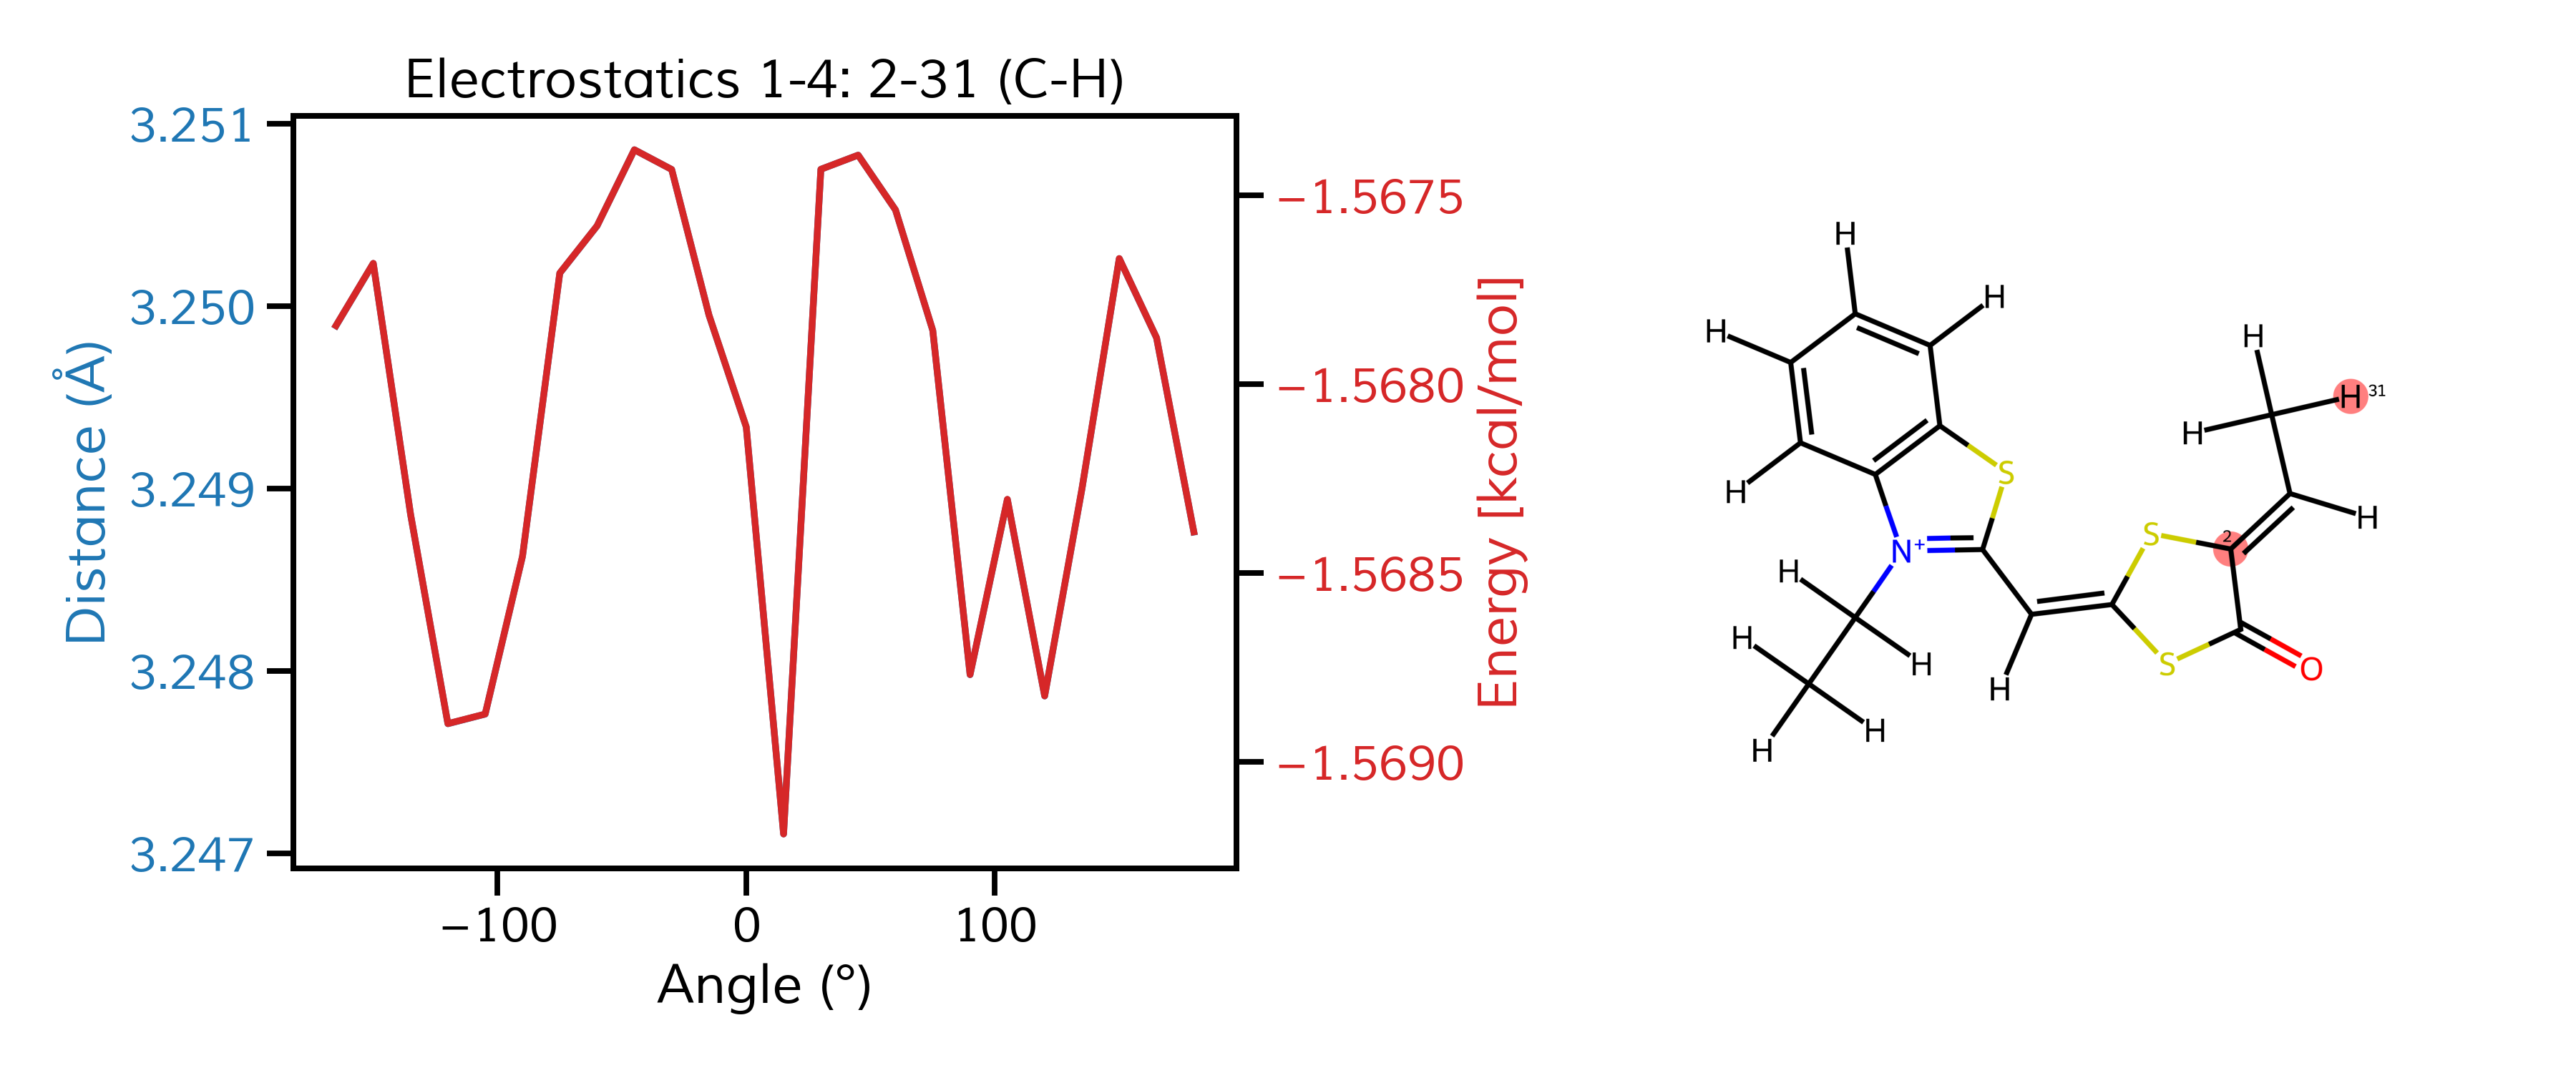 Electrostatics 1-4: 2-31 (C-H)
3.251
3.250
3.249
3.248
3.247
Distance (Å)
−100
0
100
Angle (°)
−1.5675
−1.5680
−1.5685
−1.5690
Energy [kcal/mol]
H
H
H
H
H
H 31
H
S
H
H
S
2
N+
H
H
H
H
S
O
H
H
H